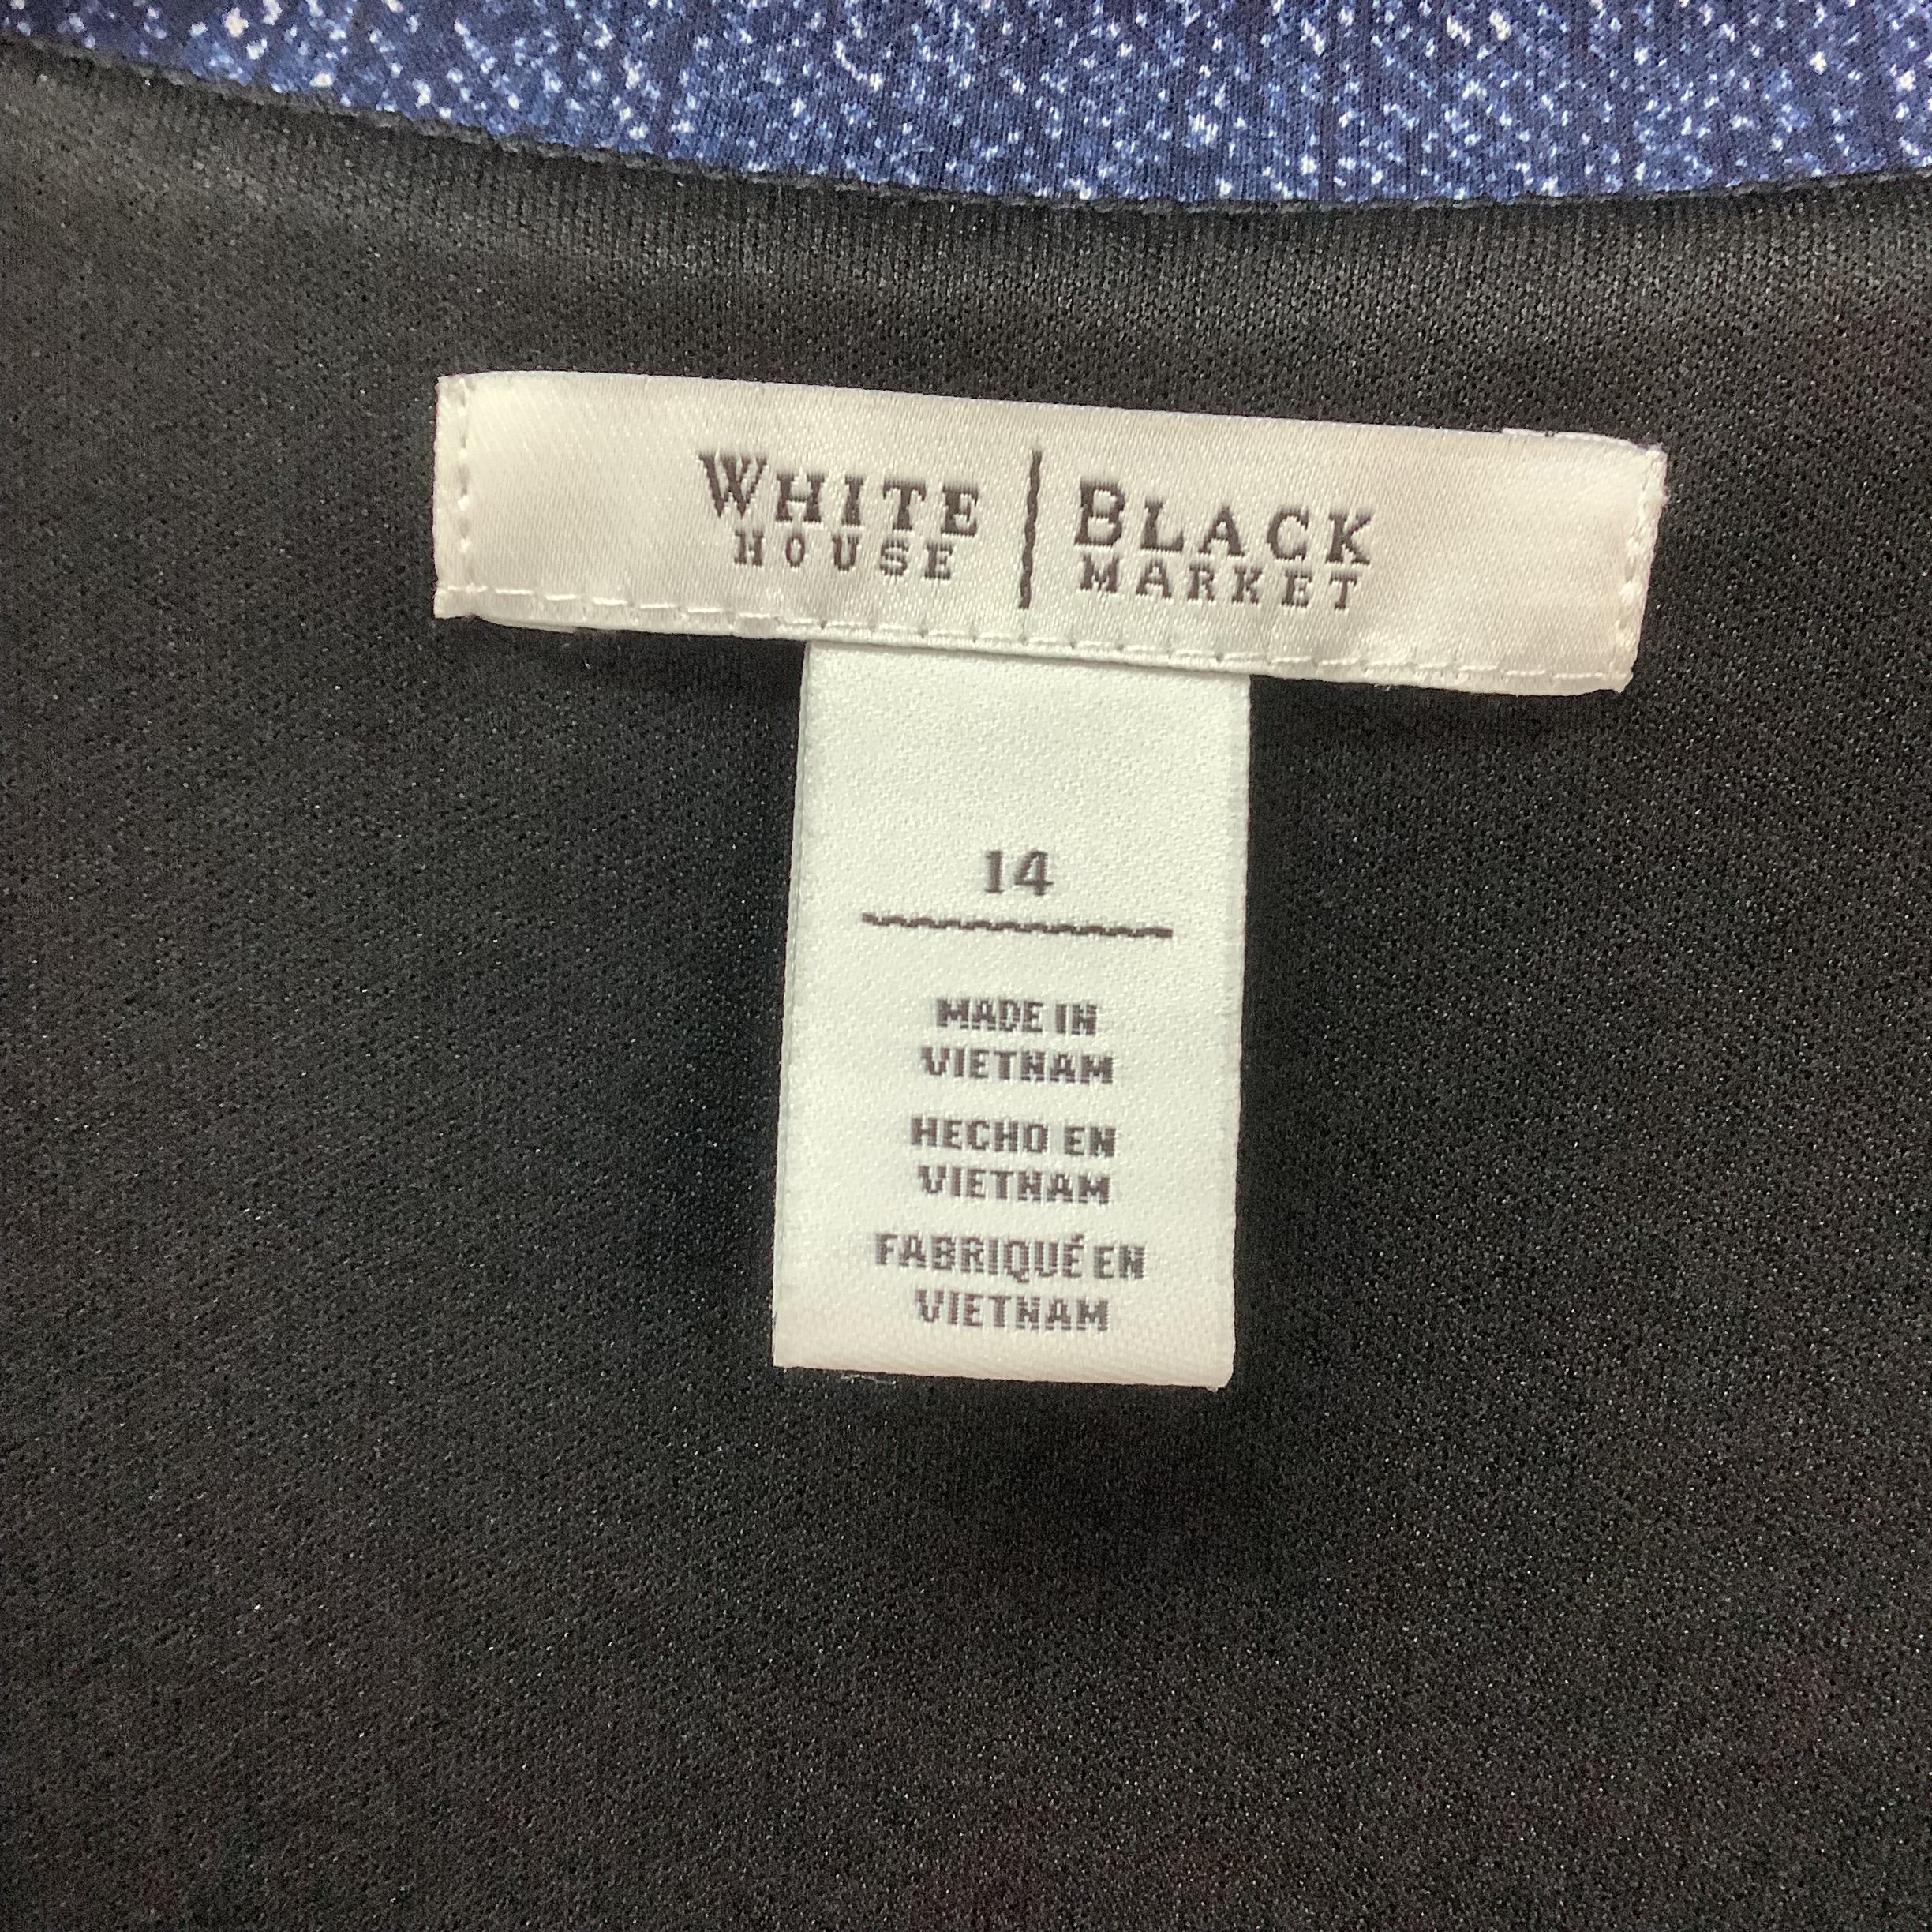 WHITE | BLACK
HOUSE | MARKET
14
MADE IN
VIETNAM
HECHO EN
VIETNAM
FABRIQUÉ EN
VIETNAM